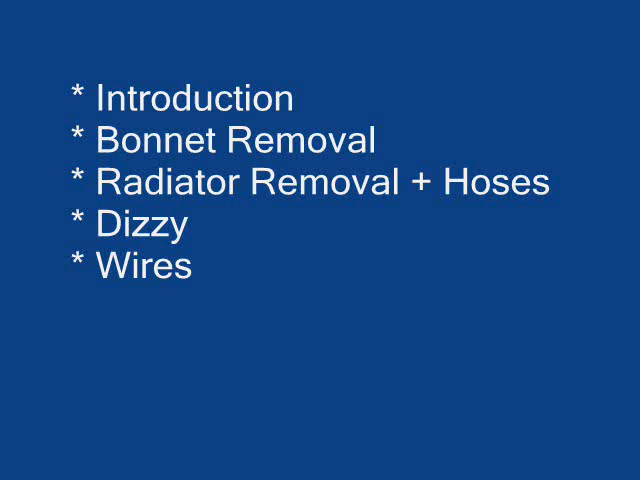 * Introduction
* Bonnet Removal
* Radiator Removal + Hoses
* Dizzy
* Wires